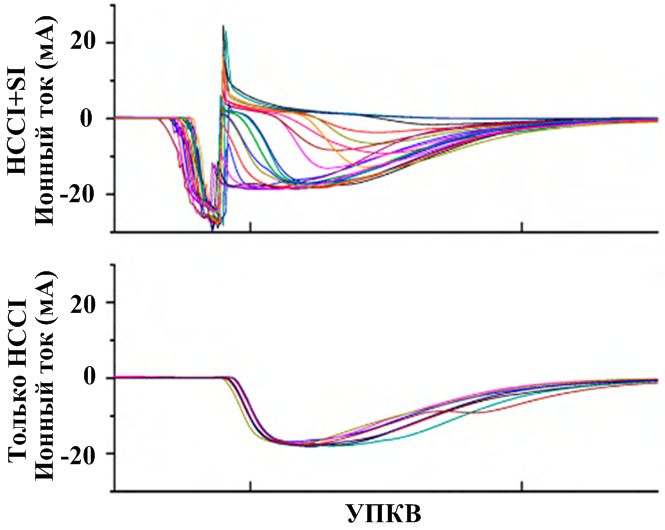 HCCI+SI
Ионный ток (мА)
20
0
-20
Только HCCI
Ионный ток (мА)
20
0
-20
УПКВ